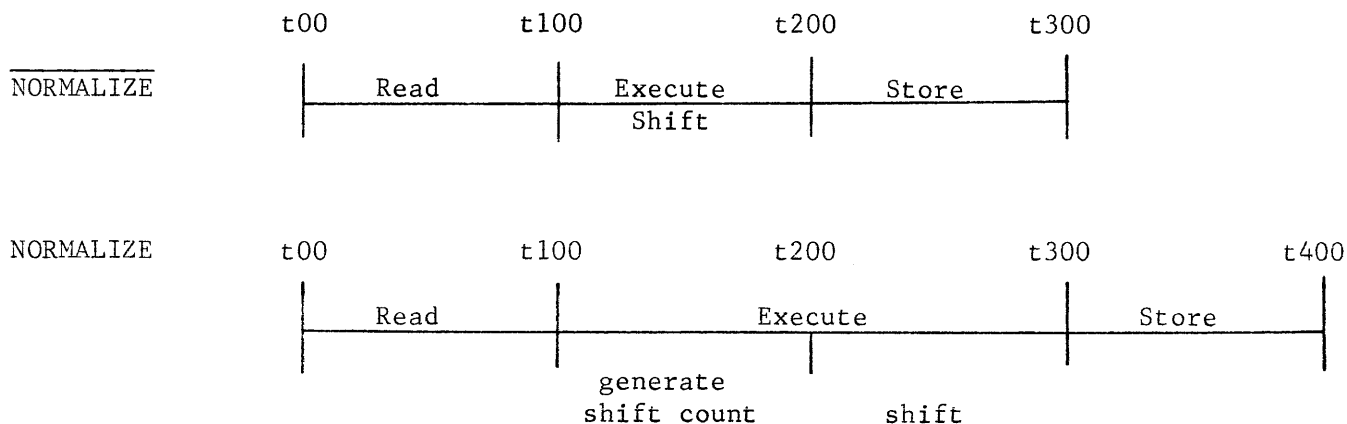 t00 t100 t200 t300
NORMALIZE
Read Execute Store
Shift
NORMALIZE t00 t100 t200 t300 t400
Read Execute Store
generate
shift count shift